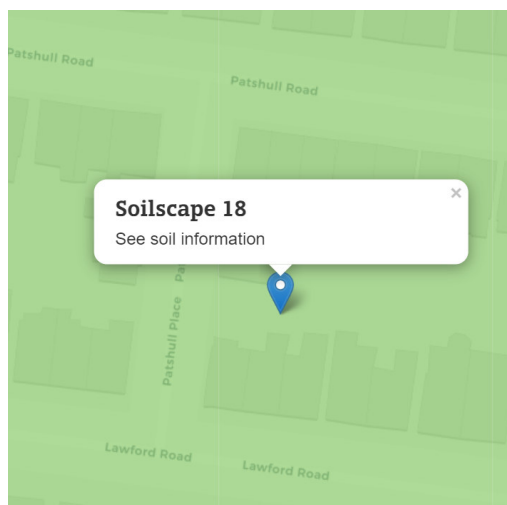 Patshull Road
Patshull Road
Soilscape 18
×
See soil information
Patshull Place
Lawford Road
Lawford Road